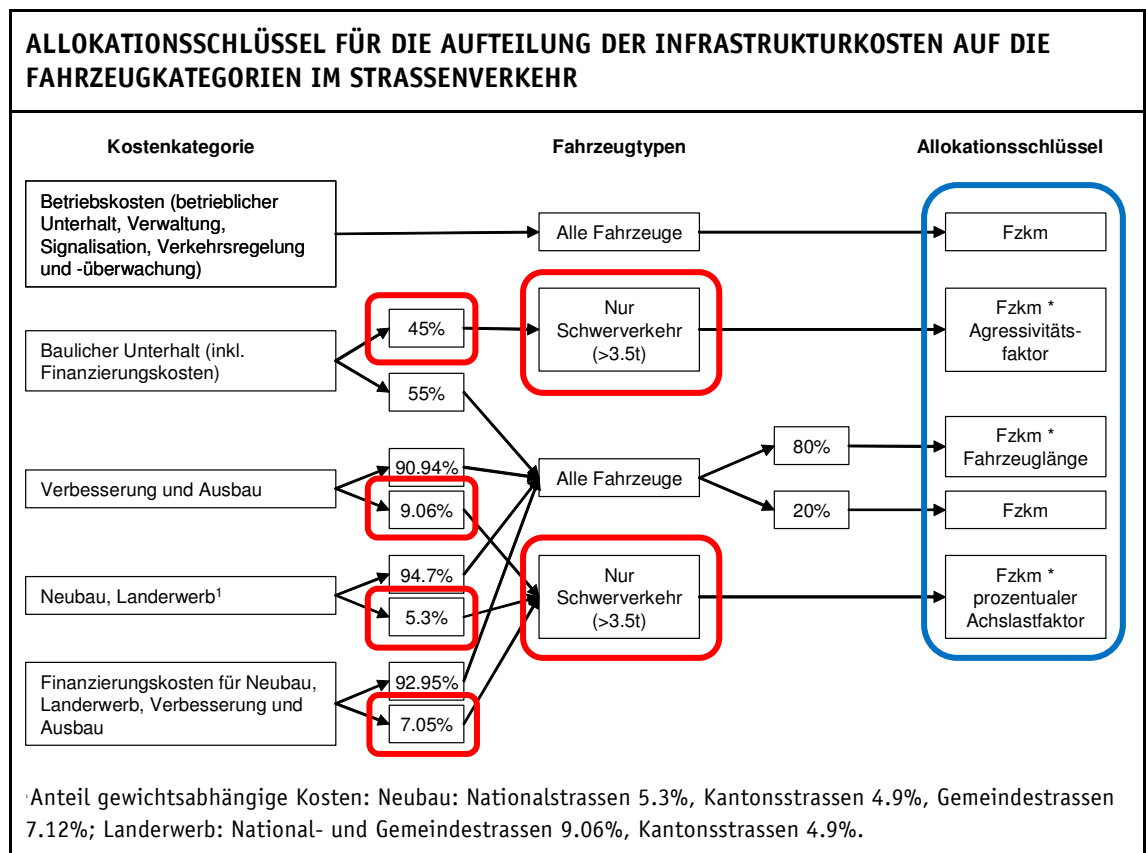 ALLOKATIONSSCHLÜSSEL FÜR DIE AUFTEILUNG DER INFRASTRUKTURKOSTEN AUF DIE
FAHRZEUGKATEGORIEN IM STRASSENVERKEHR
Kostenkategorie
Fahrzeugtypen
Allokationsschlüssel
Betriebskosten (betrieblicher
Unterhalt, Verwaltung,
Signalisation, Verkehrsregelung
und -überwachung)
Alle Fahrzeuge
Fzkm
Baulicher Unterhalt (inkl.
Finanzierungskosten)
45%
55%
Nur
Schwerverkehr
(>3.5t)
Fzkm *
Agressivitäts-
faktor
Verbesserung und Ausbau
90.94%
9.06%
Alle Fahrzeuge
80%
20%
Fzkm *
Fahrzeuglänge
Fzkm
Neubau, Landerwerb¹
94.7%
5.3%
Nur
Schwerverkehr
(>3.5t)
Fzkm *
prozentualer
Achslastfaktor
Finanzierungskosten für Neubau,
Landerwerb, Verbesserung und
Ausbau
92.95%
7.05%
¹Anteil gewichtsabhängige Kosten: Neubau: Nationalstrassen 5.3%, Kantonsstrassen 4.9%, Gemeindestrassen
7.12%; Landerwerb: National- und Gemeindestrassen 9.06%, Kantonsstrassen 4.9%.